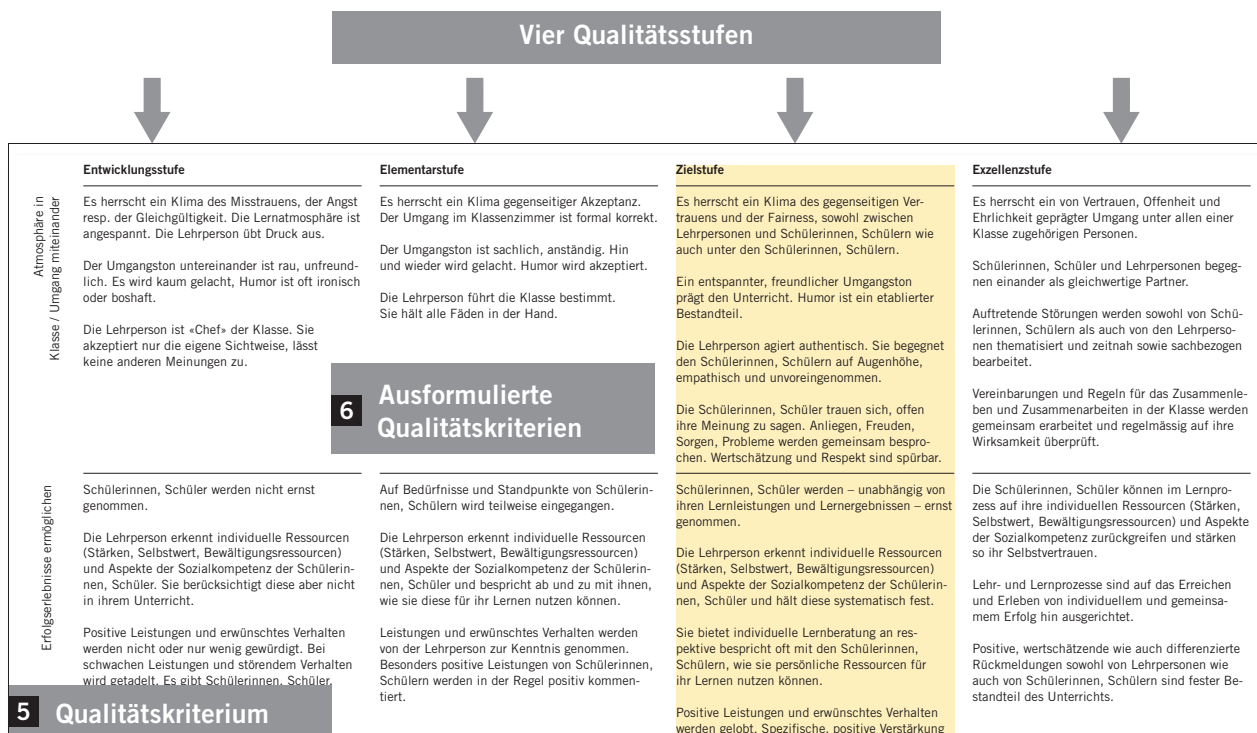 Vier Qualitätsstufen
Entwicklungsstufe
Elementarstufe
Zielstufe
Exzellenzstufe
Atmosphäre in
Klasse / Umgang miteinander
Es herrscht ein Klima des Misstrauens, der Angst
resp. der Gleichgültigkeit. Die Lernatmosphäre ist
angespannt. Die Lehrperson übt Druck aus.
Der Umgangston untereinander ist rau, unfreund-
lich. Es wird kaum gelacht, Humor ist oft ironisch
oder boshaft.
Die Lehrperson ist «Chef» der Klasse. Sie
akzeptiert nur die eigene Sichtweise, lässt
keine anderen Meinungen zu.
Es herrscht ein Klima gegenseitiger Akzeptanz.
Der Umgang im Klassenzimmer ist formal korrekt.
Der Umgangston ist sachlich, anständig. Hin
und wieder wird gelacht. Humor wird akzeptiert.
Die Lehrperson führt die Klasse bestimmt.
Sie hält alle Fäden in der Hand.
Es herrscht ein Klima des gegenseitigen Ver-
trauens und der Fairness, sowohl zwischen
Lehrpersonen und Schülerinnen, Schülern wie
auch unter den Schülerinnen, Schülern.
Ein entspannter, freundlicher Umgangston
prägt den Unterricht. Humor ist ein etablierter
Bestandteil.
Die Lehrperson agiert authentisch. Sie begegnet
den Schülerinnen, Schülern auf Augenhöhe,
empathisch und unvoreingenommen.
Die Schülerinnen, Schüler trauen sich, offen
ihre Meinung zu sagen. Anliegen, Freuden,
Sorgen, Probleme werden gemeinsam bespro-
chen. Wertschätzung und Respekt sind spürbar.
Es herrscht ein von Vertrauen, Offenheit und
Ehrlichkeit geprägter Umgang unter allen einer
Klasse zugehörigen Personen.
Schülerinnen, Schüler und Lehrpersonen begeg-
nen einander als gleichwertige Partner.
Auftretende Störungen werden sowohl von Schü-
lerinnen, Schülern als auch von den Lehrperso-
nen thematisiert und zeitnah sowie sachbezogen
bearbeitet.
Vereinbarungen und Regeln für das Zusammenle-
ben und Zusammenarbeiten in der Klasse werden
gemeinsam erarbeitet und regelmässig auf ihre
Wirksamkeit überprüft.
6 Ausformulierte
Qualitätskriterien
Erfolgserlebnisse ermöglichen
Schülerinnen, Schüler werden nicht ernst
genommen.
Die Lehrperson erkennt individuelle Ressourcen
(Stärken, Selbstwert, Bewältigungsressourcen)
und Aspekte der Sozialkompetenz der Schülerin-
nen, Schüler. Sie berücksichtigt diese aber nicht
in ihrem Unterricht.
Positive Leistungen und erwünschtes Verhalten
werden nicht oder nur wenig gewürdigt. Bei
schwachen Leistungen und störendem Verhalten
wird getadelt. Es gibt Schülerinnen, Schüler,
Auf Bedürfnisse und Standpunkte von Schülerin-
nen, Schülern wird teilweise eingegangen.
Die Lehrperson erkennt individuelle Ressourcen
(Stärken, Selbstwert, Bewältigungsressourcen)
und Aspekte der Sozialkompetenz der Schülerin-
nen, Schüler und bespricht ab und zu mit ihnen,
wie sie diese für ihr Lernen nutzen können.
Leistungen und erwünschtes Verhalten werden
von der Lehrperson zur Kenntnis genommen.
Besonders positive Leistungen von Schülerinnen,
Schülern werden in der Regel positiv kommen-
tiert.
Schülerinnen, Schüler werden – unabhängig von
ihren Lernleistungen und Lernergebnissen – ernst
genommen.
Die Lehrperson erkennt individuelle Ressourcen
(Stärken, Selbstwert, Bewältigungsressourcen)
und Aspekte der Sozialkompetenz der Schülerin-
nen, Schüler und hält diese systematisch fest.
Sie bietet individuelle Lernberatung an res-
pektive bespricht oft mit den Schülerinnen,
Schülern, wie sie persönliche Ressourcen für
ihr Lernen nutzen können.
Positive Leistungen und erwünschtes Verhalten
werden gelobt. Spezifische, positive Verstärkung
Die Schülerinnen, Schüler können im Lernpro-
zess auf ihre individuellen Ressourcen (Stärken,
Selbstwert, Bewältigungsressourcen) und Aspekte
der Sozialkompetenz zurückgreifen und stärken
so ihr Selbstvertrauen.
Lehr- und Lernprozesse sind auf das Erreichen
und Erleben von individuellem und gemeinsa-
mem Erfolg hin ausgerichtet.
Positive, wertschätzende wie auch differenzierte
Rückmeldungen sowohl von Lehrpersonen wie
auch von Schülerinnen, Schülern sind fester Be-
standteil des Unterrichts.
5 Qualitätskriterium